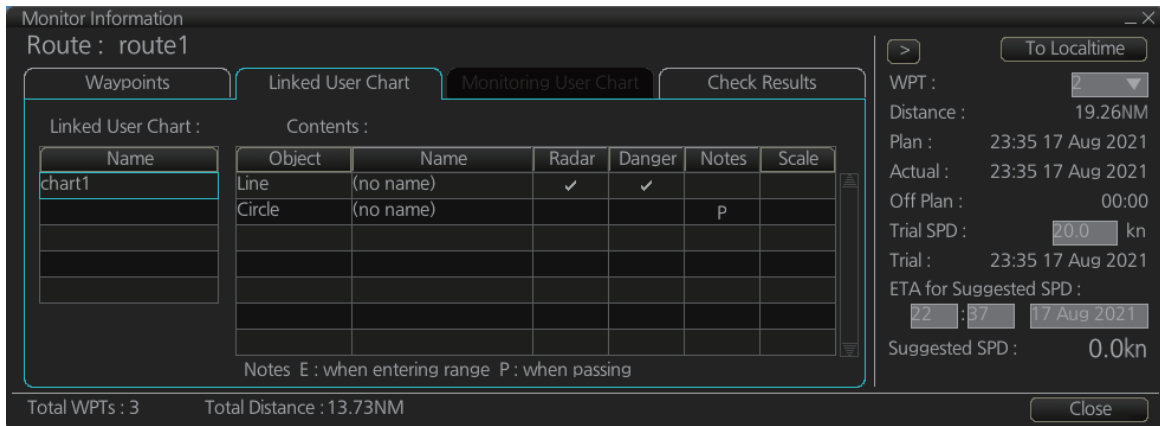 Monitor Information
Route : route1
Waypoints Linked User Chart Monitoring User Chart Check Results
Linked User Chart : Contents :
Name Object Name Radar Danger Notes Scale
chart1 Line (no name) ✓ ✓
Circle (no name) P
Notes E : when entering range P : when passing
> To Localtime
WPT : 2
Distance : 19.26NM
Plan : 23:35 17 Aug 2021
Actual : 23:35 17 Aug 2021
Off Plan : 00:00
Trial SPD : 20.0 kn
Trial : 23:35 17 Aug 2021
ETA for Suggested SPD :
22 :37 17 Aug 2021
Suggested SPD : 0.0kn
Total WPTs : 3 Total Distance : 13.73NM Close